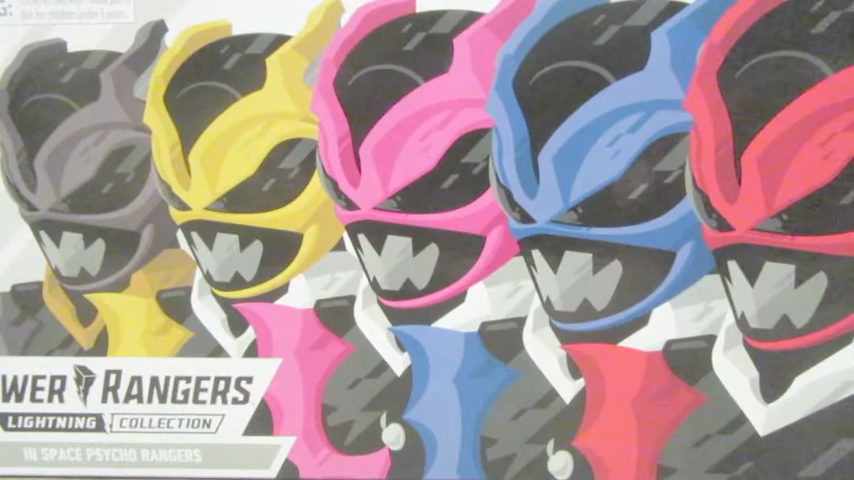 WER RANGERS
LIGHTNING COLLECTION
IN SPACE PSYCHO RANGERS